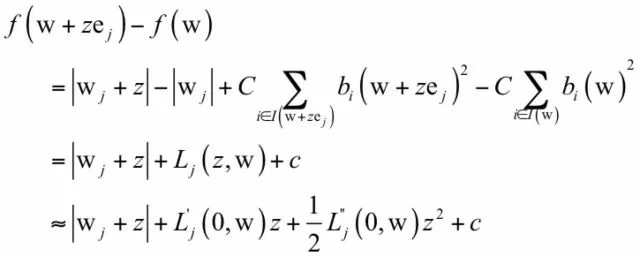 f(w + ze_j) − f(w)
= |w_j + z| − |w_j| + C ∑_{i∈I(w+ze_j)} b_i(w + ze_j)^2 − C ∑_{i∈I(w)} b_i(w)^2
= |w_j + z| + L_j(z, w) + c
≈ |w_j + z| + L'_j(0, w)z + \frac{1}{2} L''_j(0, w)z^2 + c